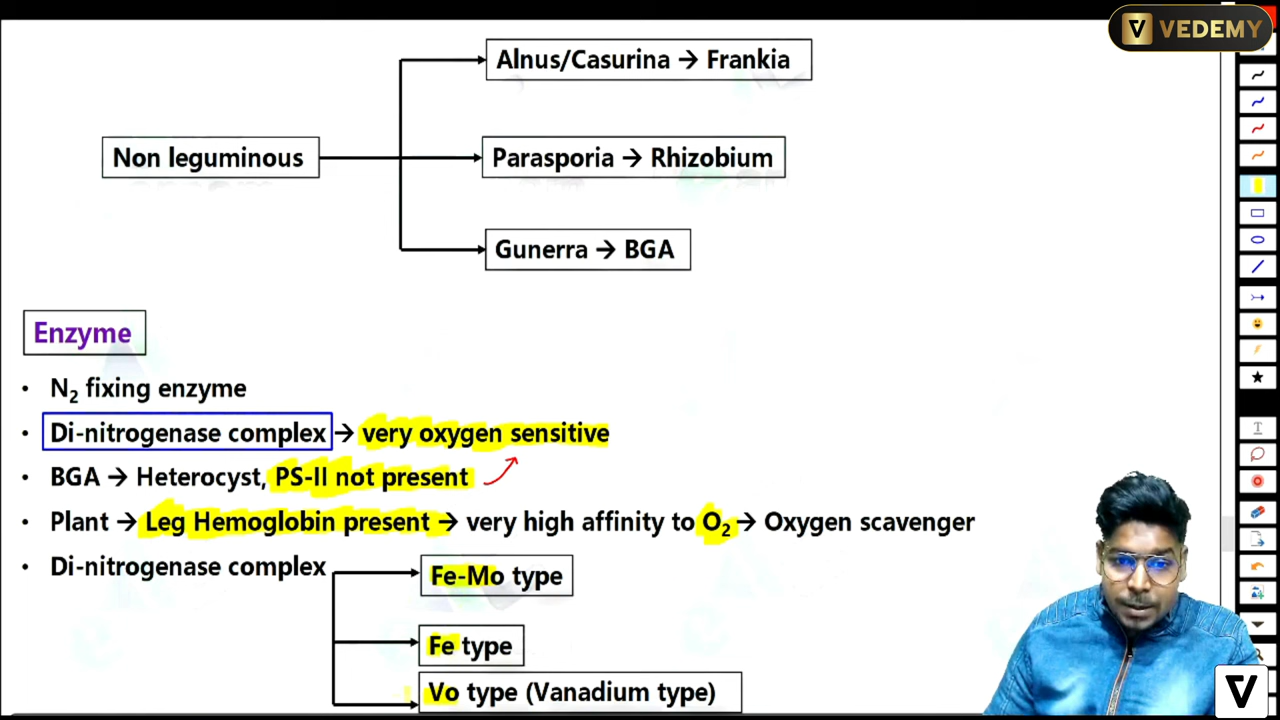 VEDEMY
Alnus/Casurina → Frankia
Non leguminous
Parasporia → Rhizobium
Gunerra → BGA
Enzyme
• N₂ fixing enzyme
• Di-nitrogenase complex → very oxygen sensitive
• BGA → Heterocyst, PS-II not present
• Plant → Leg Hemoglobin present → very high affinity to O₂ → Oxygen scavenger
• Di-nitrogenase complex
Fe-Mo type
Fe type
Vo type (Vanadium type)